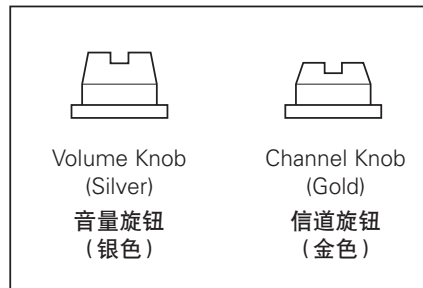 Volume Knob
(Silver)
音量旋钮
（银色）
Channel Knob
(Gold)
信道旋钮
（金色）